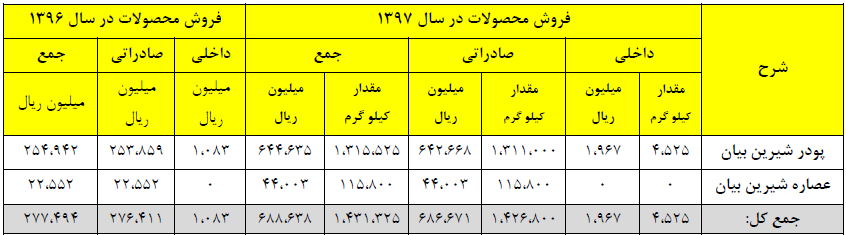 شرح	فروش محصولات در سال ۱۳۹۷	فروش محصولات در سال ۱۳۹۶
داخلی	صادراتی	جمع	داخلی	صادراتی	جمع
مقدار کیلو گرم	میلیون ریال	مقدار کیلو گرم	میلیون ریال	مقدار کیلو گرم	میلیون ریال	میلیون ریال	میلیون ریال	میلیون ریال
پودر شیرین بیان	۴،۵۲۵	۱،۹۶۷	۱،۳۱۱،۰۰۰	۶۴۲،۶۶۸	۱،۳۱۵،۵۲۵	۶۴۴،۶۳۵	۱،۰۸۳	۲۵۳،۸۵۹	۲۵۴،۹۴۲
عصاره شیرین بیان	۰	۰	۱۱۵،۸۰۰	۴۴،۰۰۳	۱۱۵،۸۰۰	۴۴،۰۰۳	۰	۲۲،۵۵۲	۲۲،۵۵۲
جمع کل:	۴،۵۲۵	۱،۹۶۷	۱،۴۲۶،۸۰۰	۶۸۶،۶۷۱	۱،۴۳۱،۳۲۵	۶۸۸،۶۳۸	۱،۰۸۳	۲۷۶،۴۱۱	۲۷۷،۴۹۴